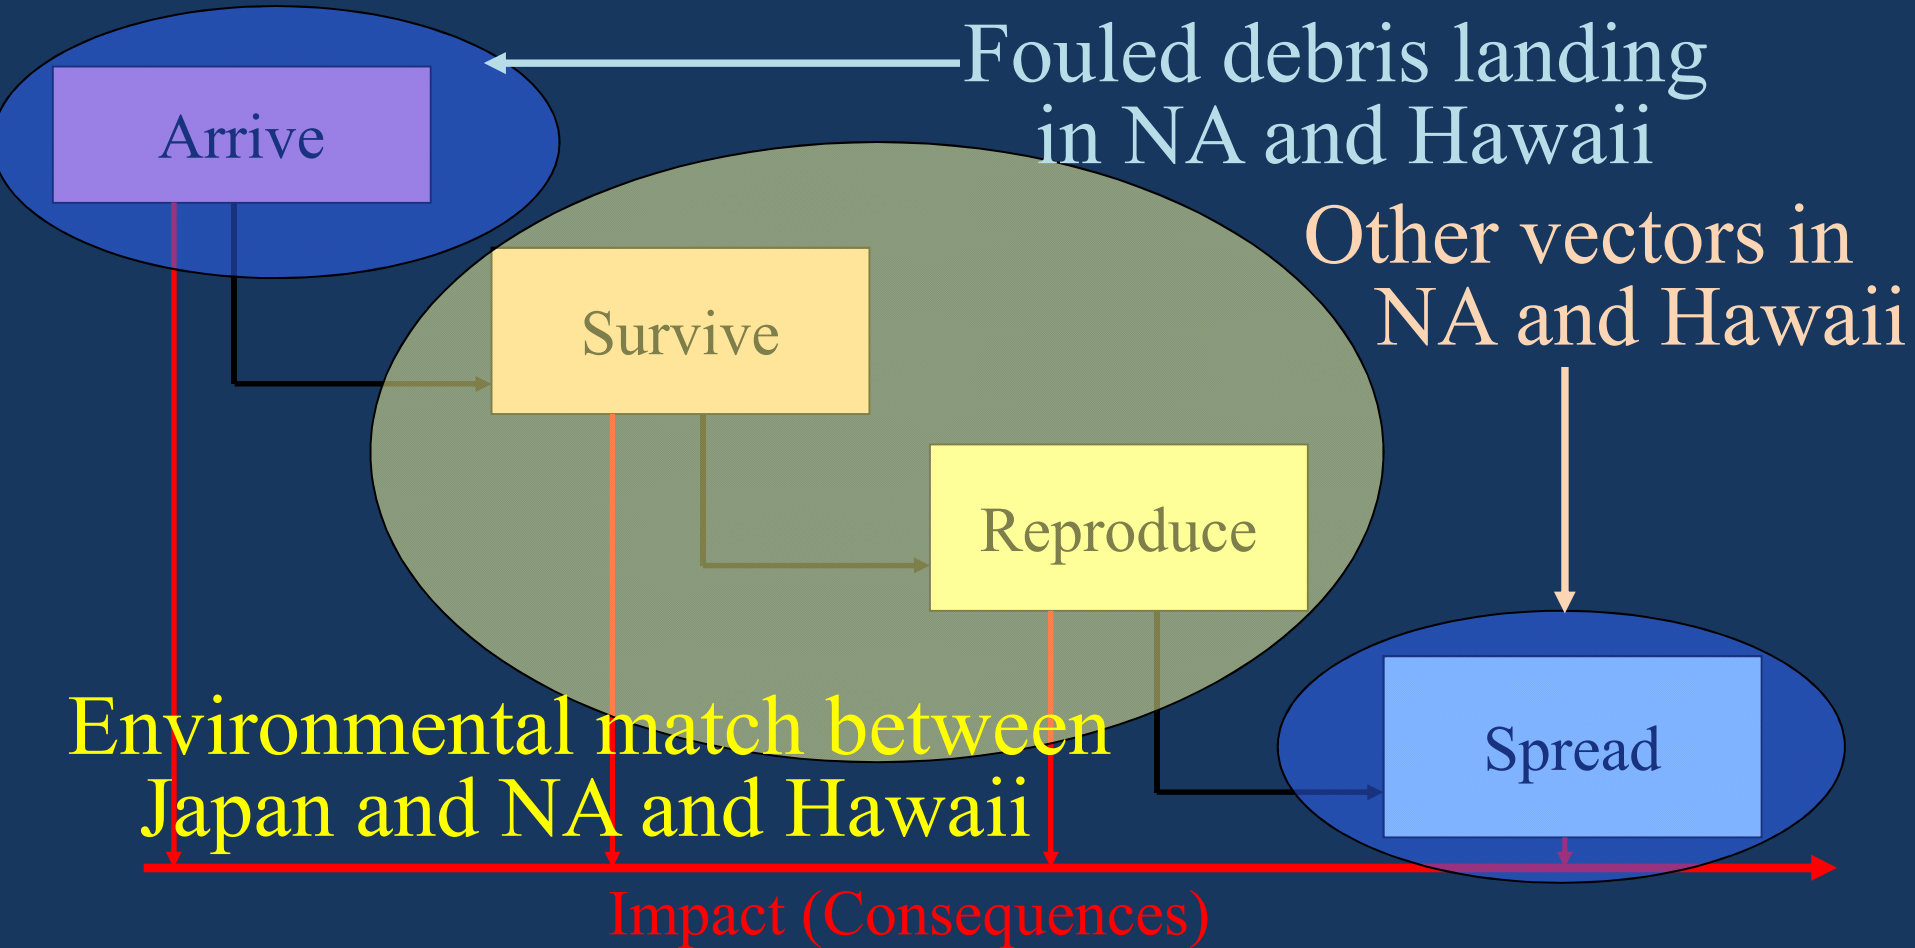 Fouled debris landing
in NA and Hawaii
Arrive
Other vectors in
NA and Hawaii
Survive
Reproduce
Environmental match between
Japan and NA and Hawaii
Spread
Impact (Consequences)